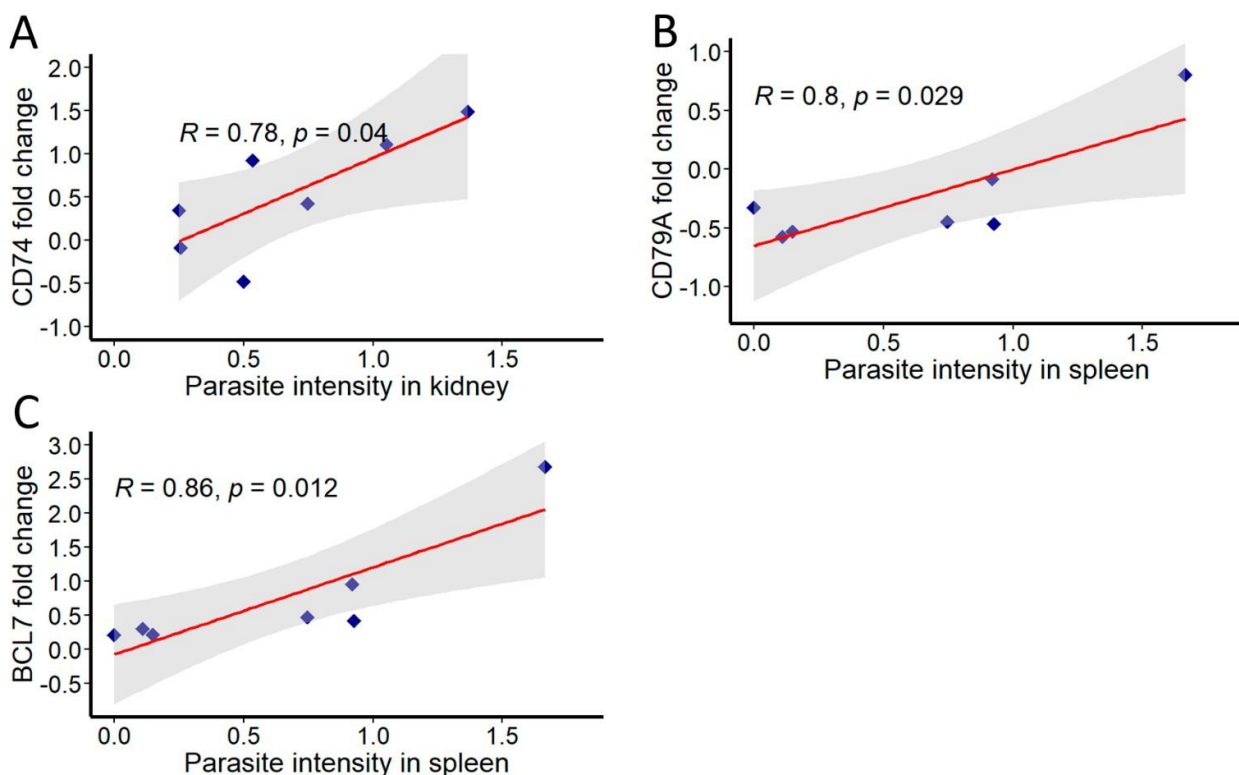 A
CD74 fold change
2.0
1.5
1.0
0.5
0.0
-0.5
-1.0
R = 0.78, p = 0.04
0.0 0.5 1.0 1.5
Parasite intensity in kidney
B
CD79A fold change
1.0
0.5
0.0
-0.5
-1.0
R = 0.8, p = 0.029
0.0 0.5 1.0 1.5
Parasite intensity in spleen
C
BCL7 fold change
3.0
2.5
2.0
1.5
1.0
0.5
0.0
-0.5
R = 0.86, p = 0.012
0.0 0.5 1.0 1.5
Parasite intensity in spleen